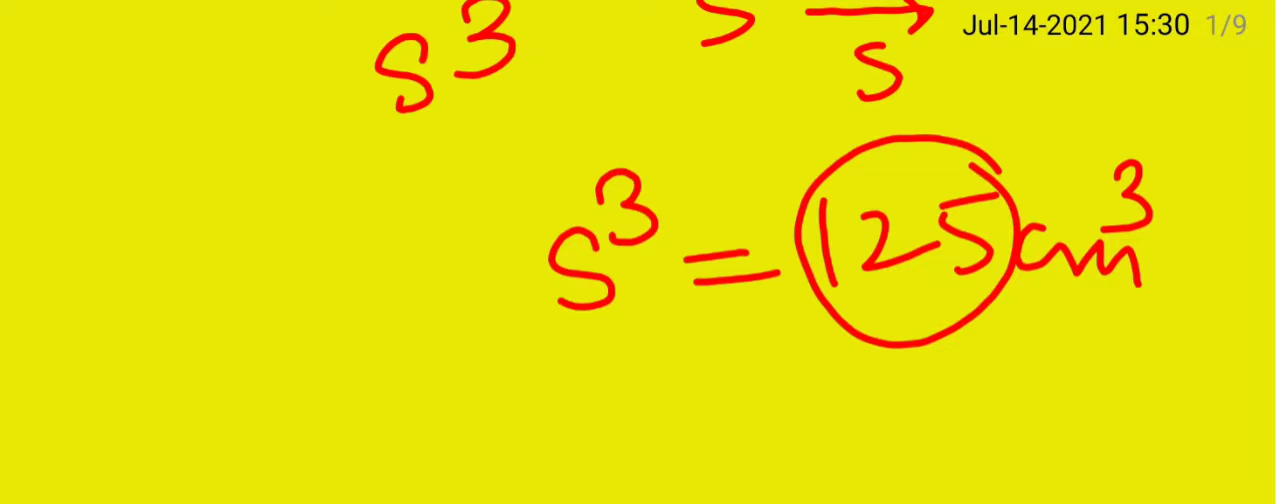 s³ s Jul-14-2021 15:30 1/9
s
s³ = 125 cm³